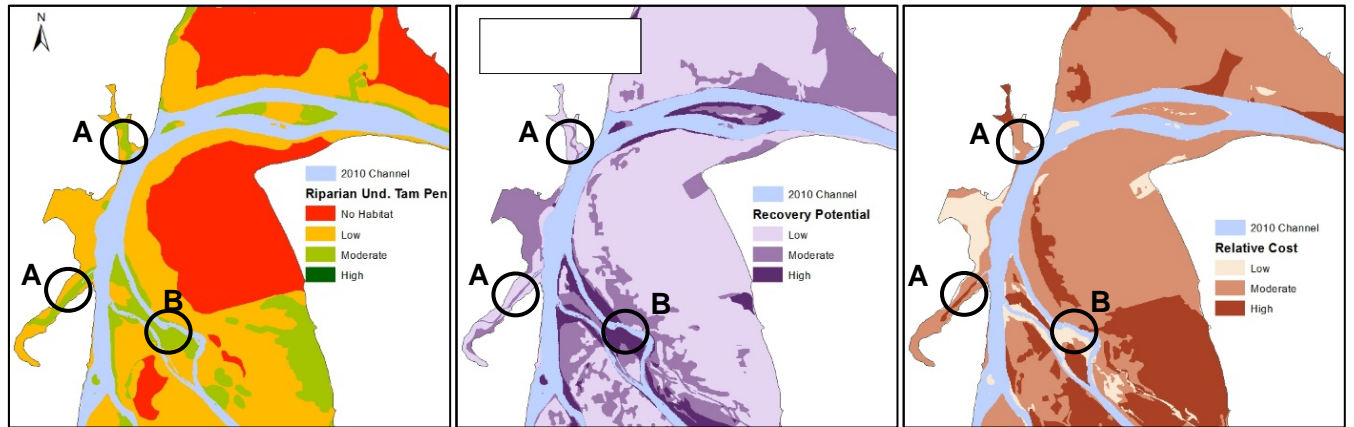 N
A
A
B
2010 Channel
Riparian Und. Tam Pen
No Habitat
Low
Moderate
High
A
A
B
2010 Channel
Recovery Potential
Low
Moderate
High
A
A
B
2010 Channel
Relative Cost
Low
Moderate
High